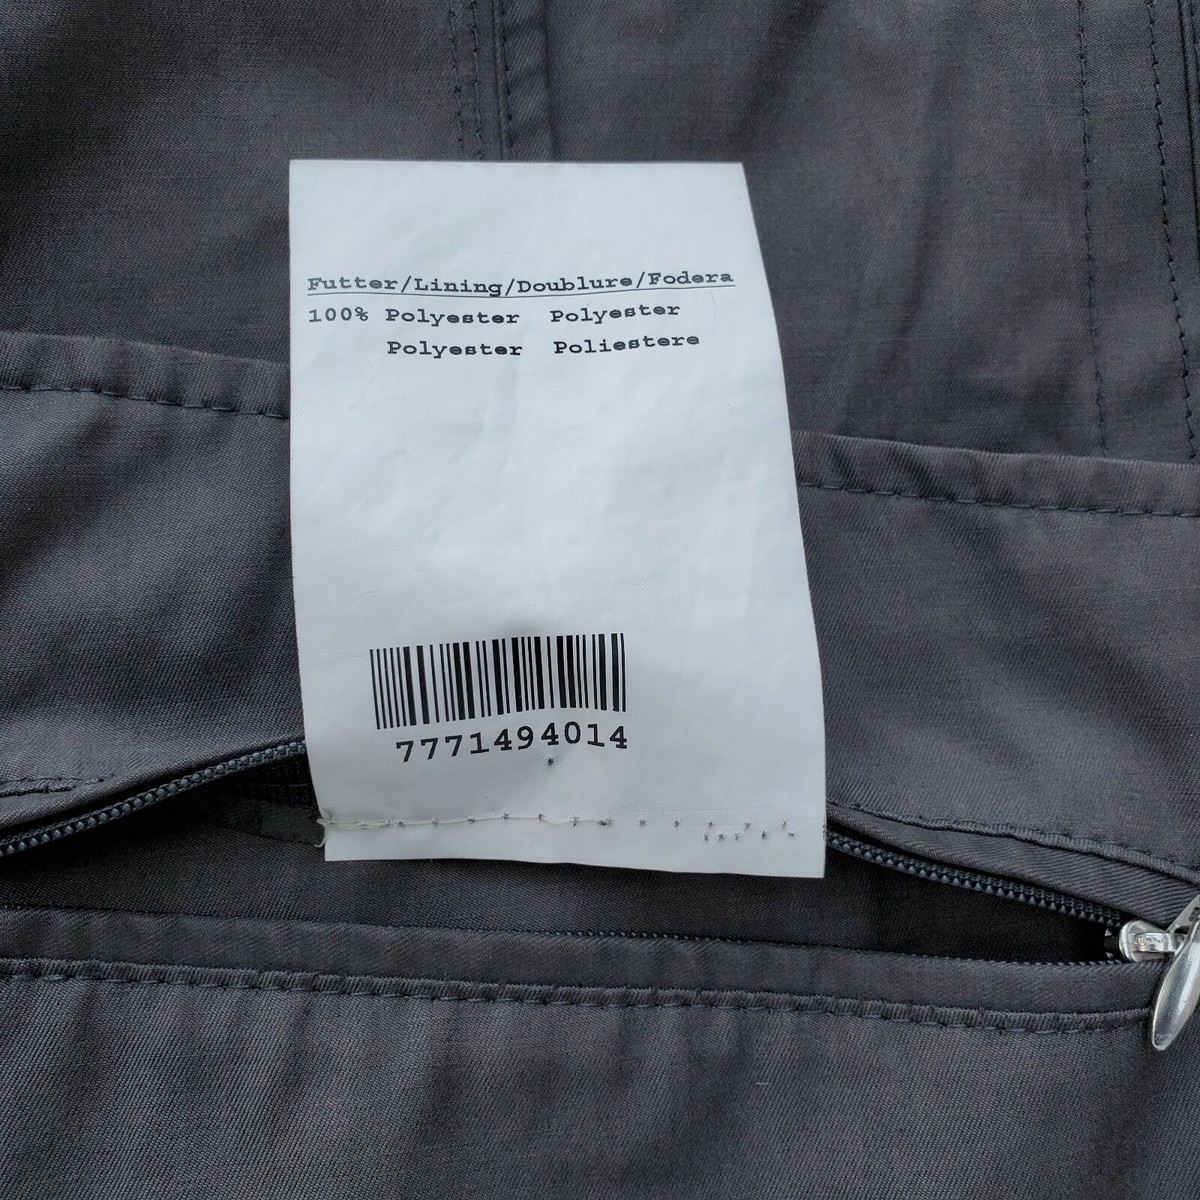 Futter/Lining/Doublure/Fodera
100% Polyester Polyester
Polyester Poliestere
7771494014